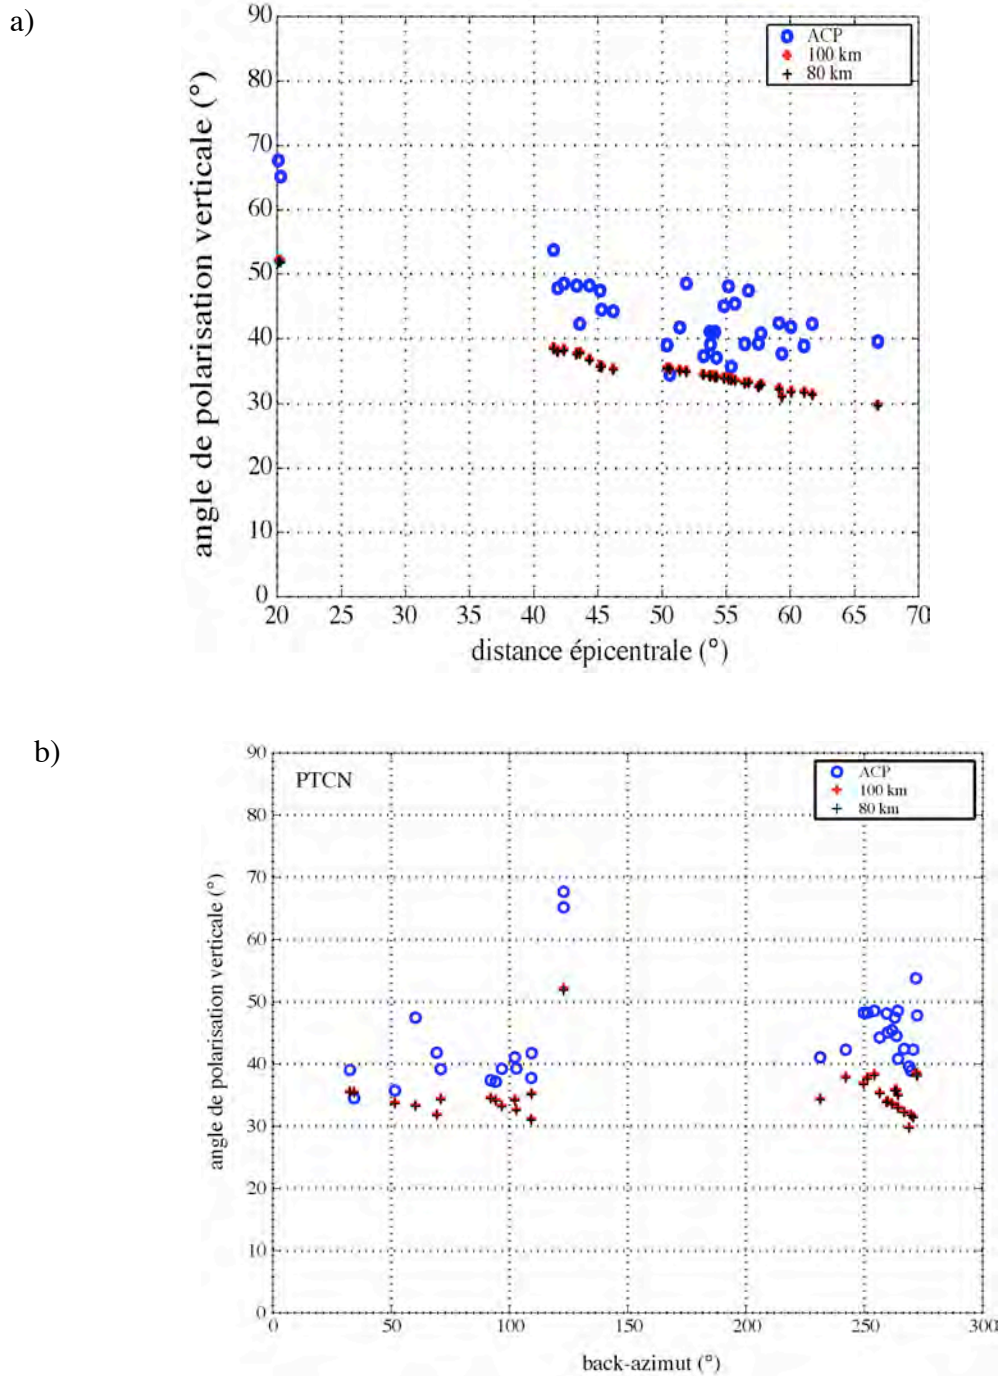 a)
90
80
70
60
50
40
30
20
10
0
angle de polarisation verticale (°)
ACP
100 km
80 km
20 25 30 35 40 45 50 55 60 65 70
distance épicentrale (°)
b)
90
80
70
60
50
40
30
20
10
0
angle de polarisation verticale (°)
PTCN
ACP
100 km
80 km
0 50 100 150 200 250 300
back-azimut (°)